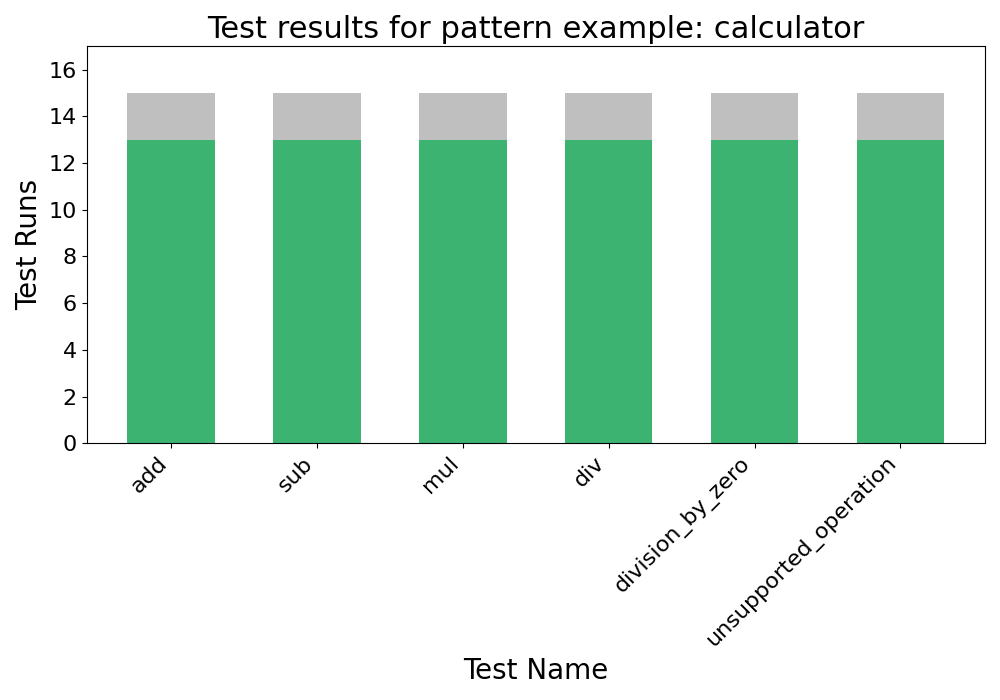 Test results for pattern example: calculator
Test Runs
16
14
12
10
8
6
4
2
0
add
sub
mul
div
division_by_zero
unsupported_operation
Test Name